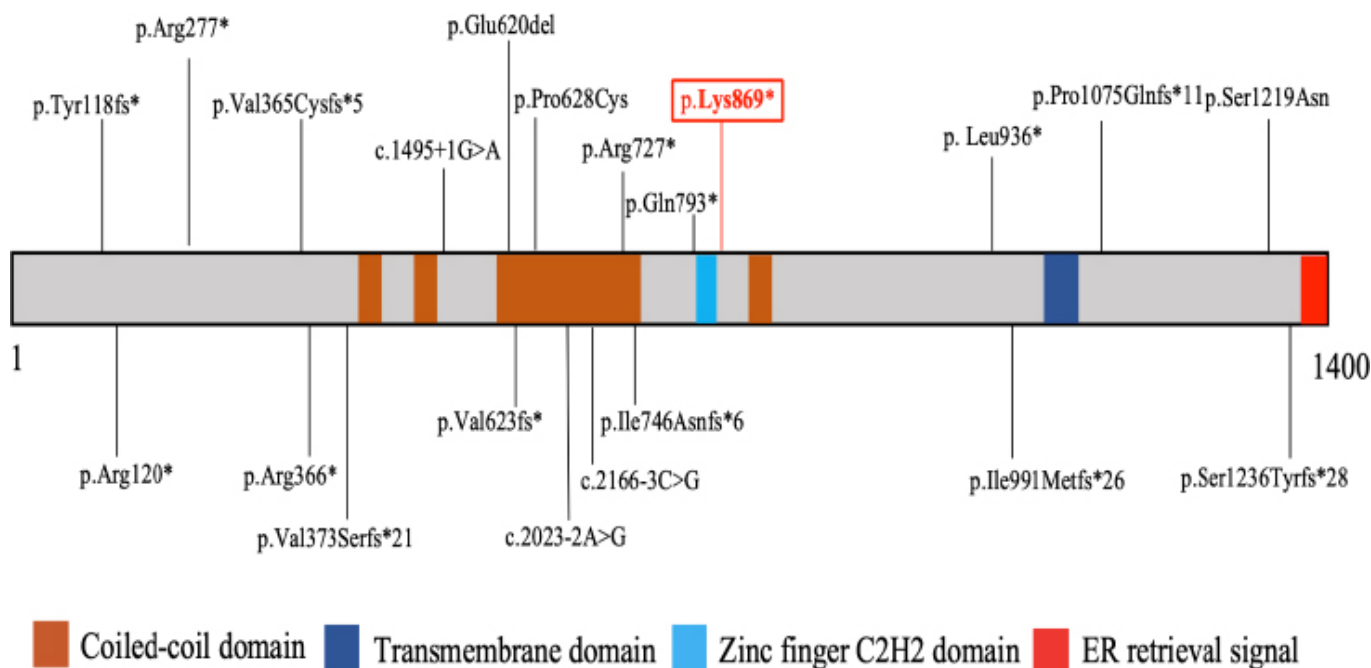 p.Arg277*
p.Glu620del
p.Tyr118fs*
p.Val365Cysfs*5
p.Pro628Cys
p.Lys869*
p.Pro1075Glnfs*11
p.Ser1219Asn
c.1495+1G>A
p.Arg727*
p. Leu936*
p.Gln793*
1
1400
p.Val623fs*
p.Ile746Asnfs*6
p.Arg120*
p.Arg366*
c.2166-3C>G
p.Ile991Metfs*26
p.Ser1236Tyrfs*28
p.Val373Serfs*21
c.2023-2A>G
Coiled-coil domain
Transmembrane domain
Zinc finger C2H2 domain
ER retrieval signal